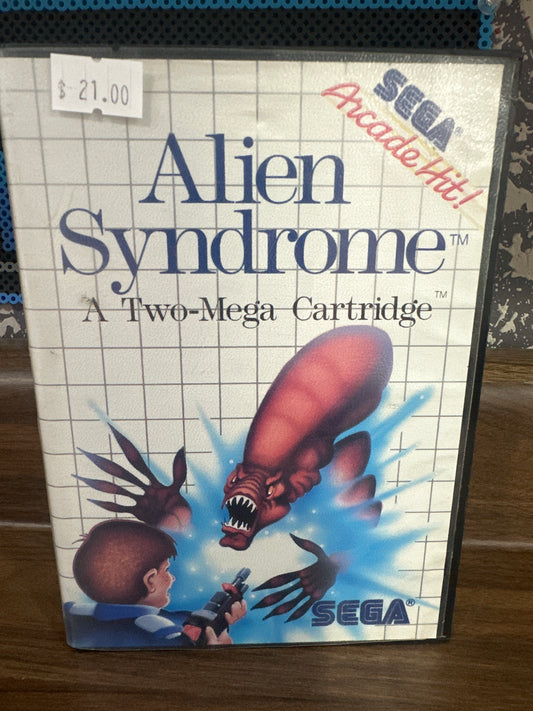 $ 21.00
SEGA®
Arcade Hit!
Alien
Syndrome™
A Two-Mega Cartridge™
SEGA®